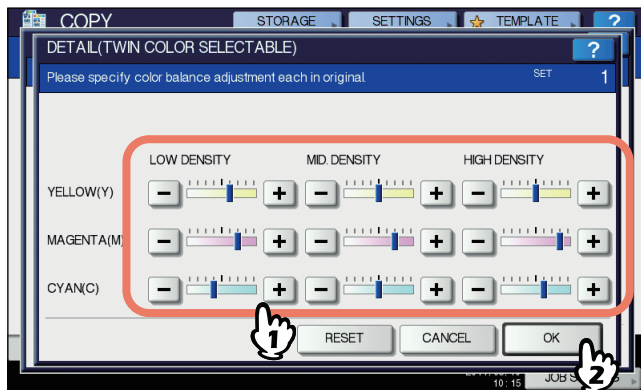 COPY STORAGE SETTINGS TEMPLATE ?
DETAIL(TWIN COLOR SELECTABLE) ?
Please specify color balance adjustment each in original. SET 1
LOW DENSITY MID. DENSITY HIGH DENSITY
YELLOW(Y) - + - + - +
MAGENTA(M) - + - + - +
CYAN(C) - + - + - +
1 RESET CANCEL OK
2
10:15 JOB